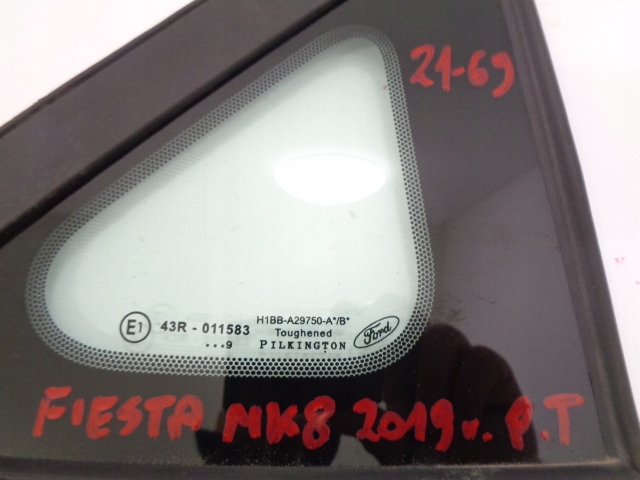 21-69
E1 43R - 011583
...9
H1BB-A29750-A*/B*
Toughened
PILKINGTON
Ford
FIESTA MK8 2019r. P.T